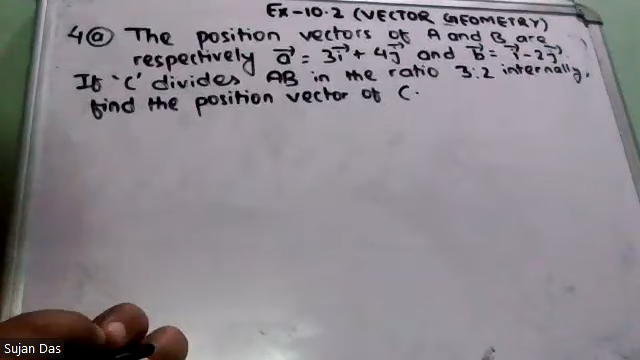 Ex-10.2 (VECTOR GEOMETRY)
4 ⓐ The position vectors of A and B are
respectively a⃗ = 3i⃗ + 4j⃗ and b⃗ = i⃗ - 2j⃗.
If 'C' divides AB in the ratio 3:2 internally,
find the position vector of C.
Sujan Das